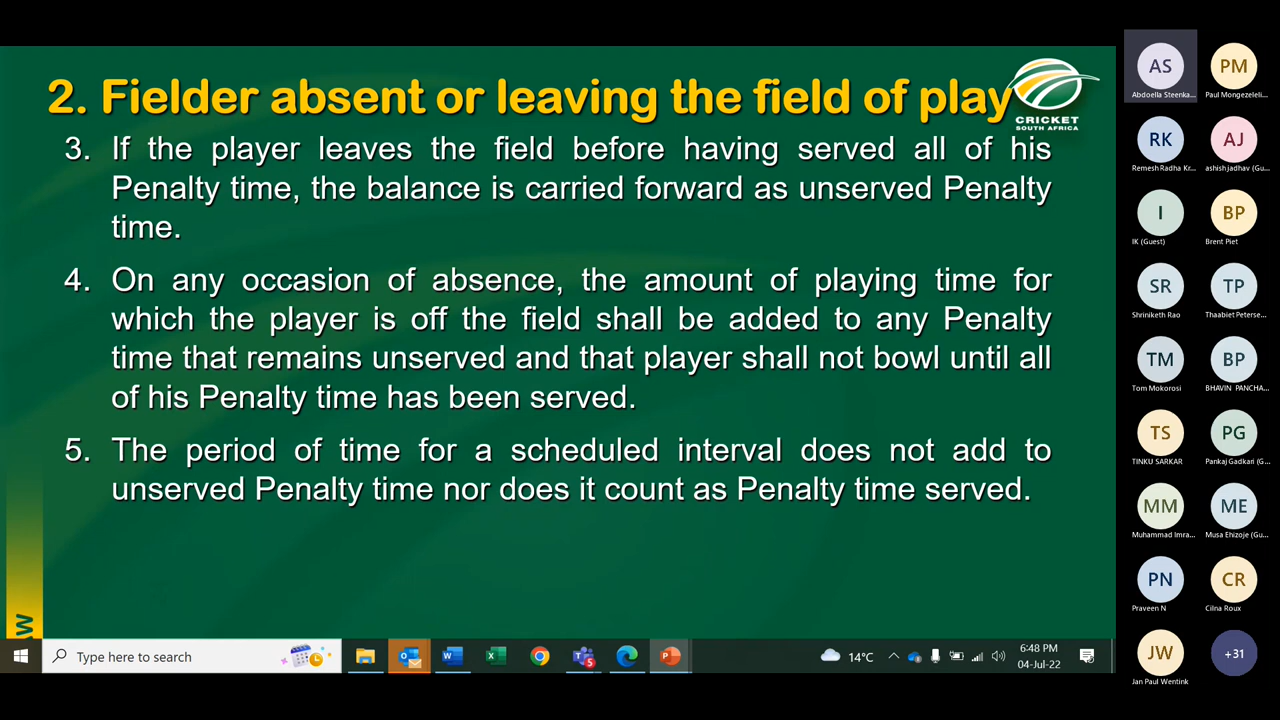 2. Fielder absent or leaving the field of play
CRICKET
SOUTH AFRICA
3. If the player leaves the field before having served all of his
Penalty time, the balance is carried forward as unserved Penalty
time.
4. On any occasion of absence, the amount of playing time for
which the player is off the field shall be added to any Penalty
time that remains unserved and that player shall not bowl until all
of his Penalty time has been served.
5. The period of time for a scheduled interval does not add to
unserved Penalty time nor does it count as Penalty time served.
W
Type here to search
14°C
6:48 PM
04-Jul-22
AS
Abdoella Steenka...
PM
Paul Mongezeleli...
RK
Remesh Radha Kr...
AJ
ashish jadhav (Gu...
I
IK (Guest)
BP
Brent Piet
SR
Shriniketh Rao
TP
Thaabiet Peterse...
TM
Tom Mokorosi
BP
BHAVIN PANCHA...
TS
TINKU SARKAR
PG
Pankaj Gadkari (G...
MM
Muhammad Imra...
ME
Musa Ehizoje (Gu...
PN
Praveen N
CR
Cilna Roux
JW
Jan Paul Wentink
+31